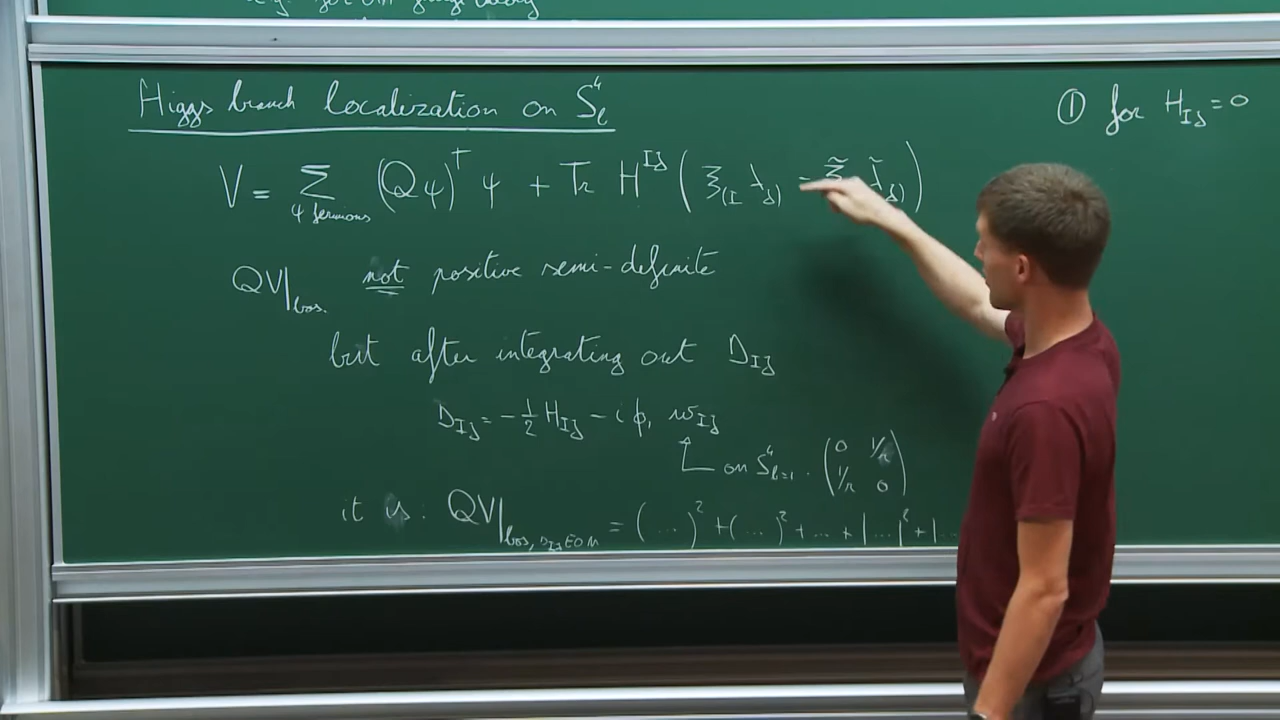 Higgs branch localization on S⁴_b
① for H_IJ = 0
V = Σ_{ψ fermions} (Qψ)^† ψ + Tr H^{IJ} ( ξ_(I λ_J) - ξ̃ λ̃_J) )
QV|_bos. not positive semi-definite
but after integrating out D_IJ
D_IJ = -1/2 H_IJ - i φ₁ w_IJ
↑ on S⁴_{b=1} . ( 0 1/r
1/r 0 )
it is : QV|_{bos, D_IJ EOM} = (...)² + (...)² + ... + |...|² + |...